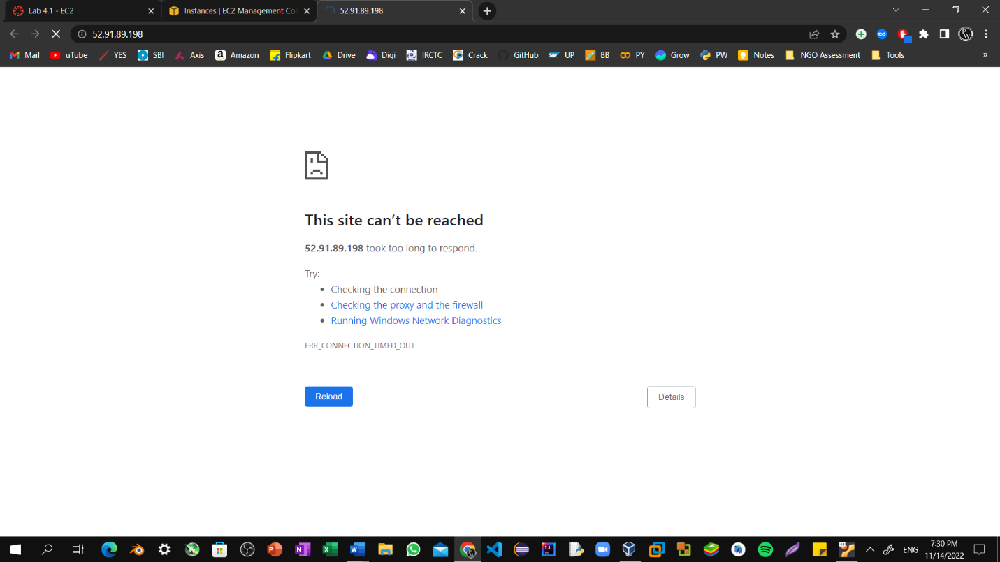 Lab 4.1 - EC2
Instances | EC2 Management Con
52.91.89.198
52.91.89.198
Mail uTube YES SBI Axis Amazon Flipkart Drive Digi IRCTC Crack GitHub UP BB PY Grow PW Notes NGO Assessment Tools »
This site can’t be reached
52.91.89.198 took too long to respond.
Try:
• Checking the connection
• Checking the proxy and the firewall
• Running Windows Network Diagnostics
ERR_CONNECTION_TIMED_OUT
Reload
Details
ENG
7:30 PM
11/14/2022